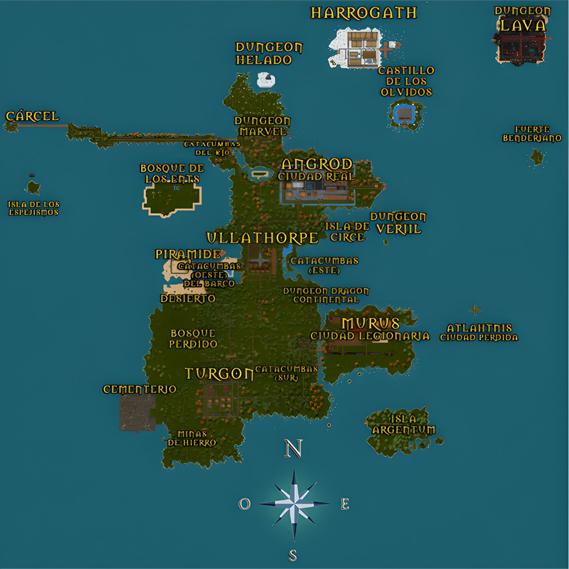 HARROGATH
DUNGEON
LAVA
DUNGEON
HELADO
CASTILLO
DE LOS
OLVIDOS
CÁRCEL
DUNGEON
MARVEL
FUERTE
BENDERJANO
CATACUMBAS
DEL RÍO
BOSQUE DE
LOS ENTS
ANGROD
CIUDAD REAL
ISLA DE LOS
ESPEJISMOS
ISLA DE
CIRCE
DUNGEON
VERJIL
ULLATHORPE
PIRAMIDE
CATACUMBAS
(OESTE)
DEL BARCO
CATACUMBAS
(ESTE)
DESIERTO
DUNGEON DRAGON
CONTINENTAL
MURUS
CIUDAD LEGIONARIA
ATLAHTNIS
CIUDAD PERDIDA
BOSQUE
PERDIDO
TURGON
CATACUMBAS
(SUR)
CEMENTERIO
ISLA
ARGENTUM
MINAS
DE HIERRO
N
O
E
S